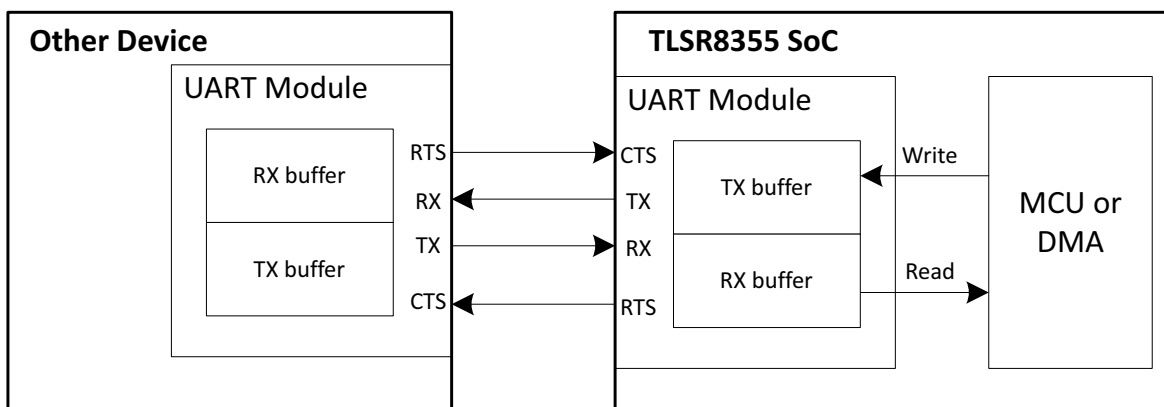 Other Device
UART Module
RX buffer
TX buffer
RTS
RX
TX
CTS
TLSR8355 SoC
UART Module
CTS
TX
RX
RTS
TX buffer
RX buffer
Write
Read
MCU or
DMA